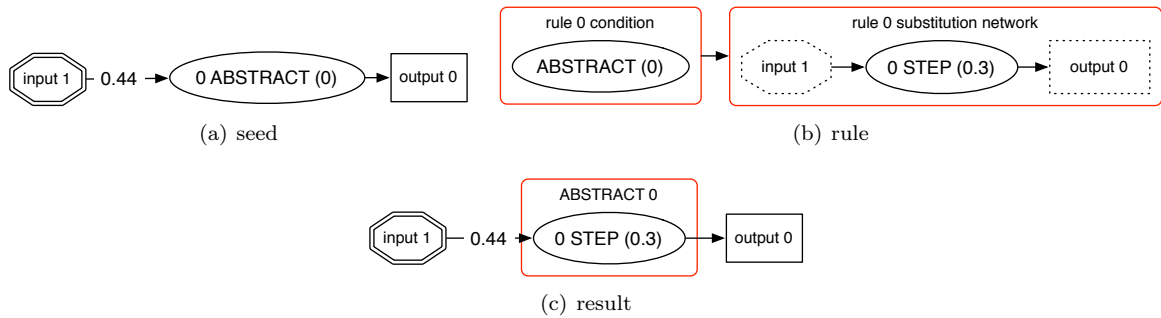 input 1
0.44
0 ABSTRACT (0)
output 0
(a) seed
rule 0 condition
ABSTRACT (0)
rule 0 substitution network
input 1
0 STEP (0.3)
output 0
(b) rule
input 1
0.44
ABSTRACT 0
0 STEP (0.3)
output 0
(c) result